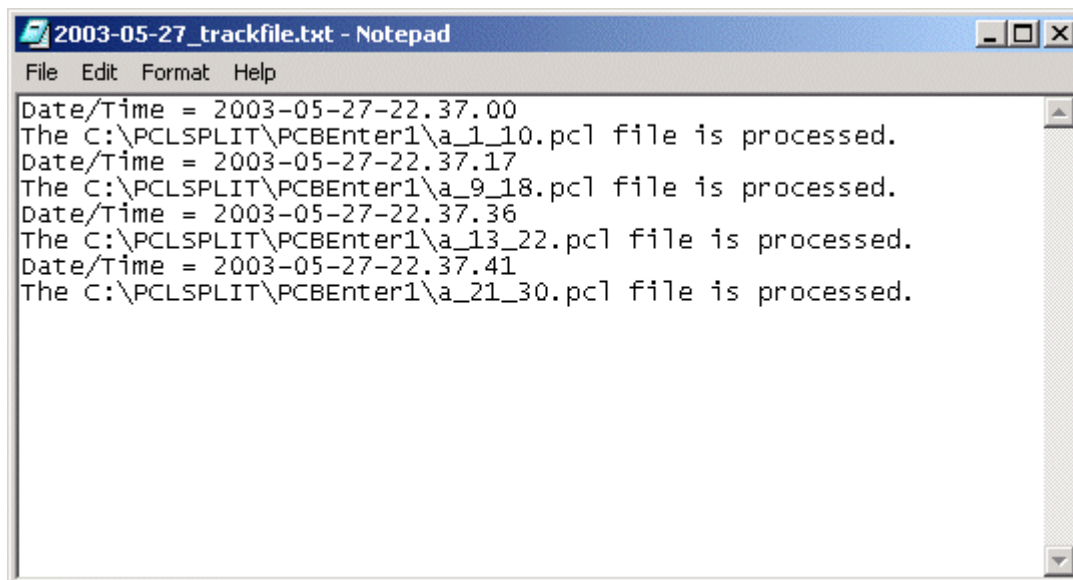 2003-05-27_trackfile.txt - Notepad
File Edit Format Help
Date/Time = 2003-05-27-22.37.00
The C:\PCLSPLIT\PCBEnter1\a_1_10.pcl file is processed.
Date/Time = 2003-05-27-22.37.17
The C:\PCLSPLIT\PCBEnter1\a_9_18.pcl file is processed.
Date/Time = 2003-05-27-22.37.36
The C:\PCLSPLIT\PCBEnter1\a_13_22.pcl file is processed.
Date/Time = 2003-05-27-22.37.41
The C:\PCLSPLIT\PCBEnter1\a_21_30.pcl file is processed.